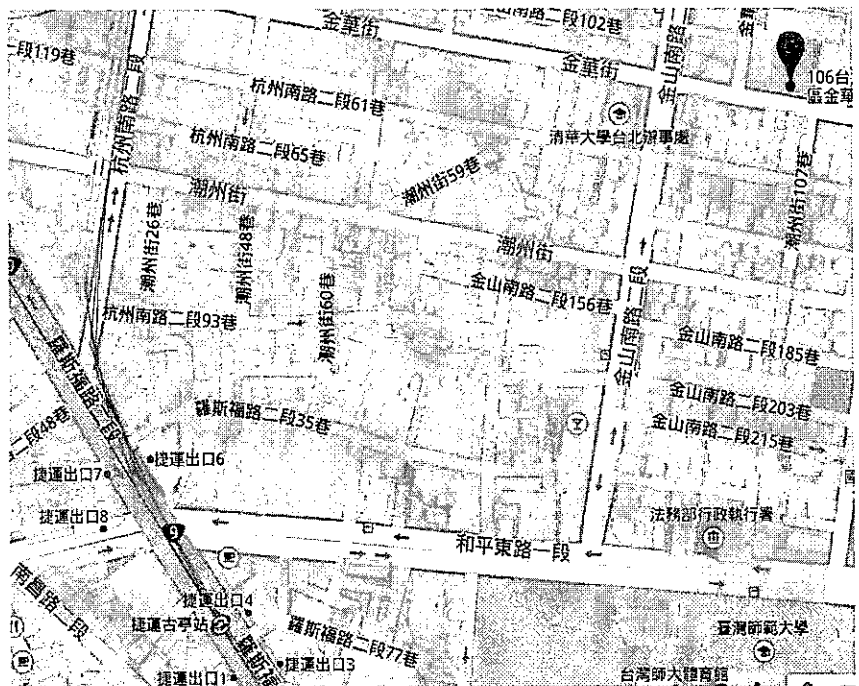 金華街
山南路二段102巷
金華街
二段119巷
杭州南路二段
杭州南路二段61巷
金山南路
106台
區金華
清華大學台北辦事處
杭州南路二段65巷
潮州街
潮州街59巷
潮州街107巷
潮州街26巷
潮州街48巷
潮州街60巷
潮州街
金山南路二段156巷
金山南路二段
杭州南路二段93巷
羅斯福路二段
金山南路二段185巷
金山南路二段203巷
金山南路二段215巷
羅斯福路二段35巷
二段48巷
捷運出口6
捷運出口7
捷運出口8
9
法務部行政執行署
和平東路一段
南昌路二段
捷運出口4
捷運古亭站
羅斯福
羅斯福路二段77巷
捷運出口3
捷運出口1
臺灣師範大學
台灣師大體育館